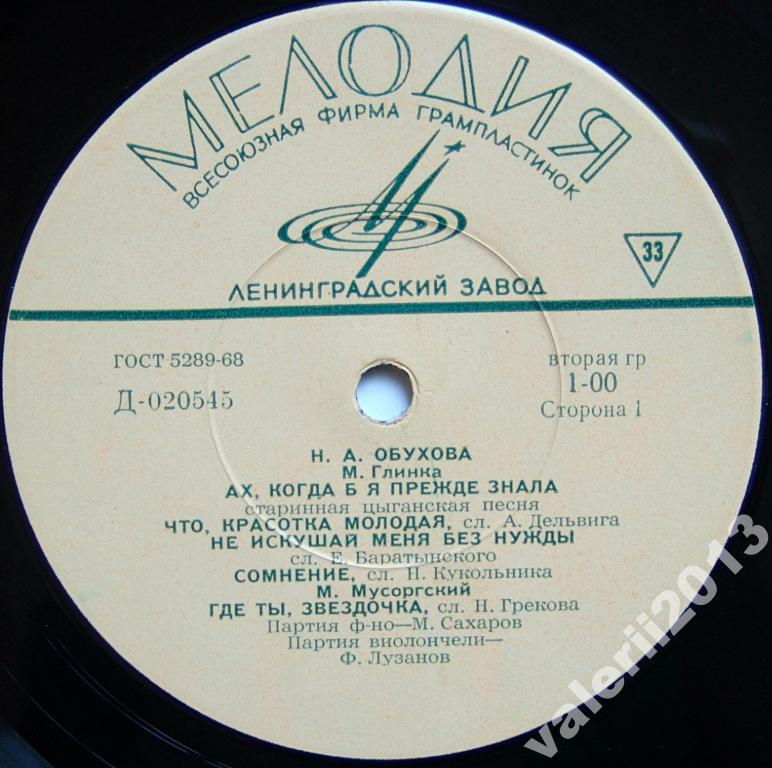 МЕЛОДИЯ
ВСЕСОЮЗНАЯ ФИРМА ГРАМПЛАСТИНОК
33
ЛЕНИНГРАДСКИЙ ЗАВОД
ГОСТ 5289-68
Д-020545
вторая гр
1-00
Сторона 1
Н. А. ОБУХОВА
М. Глинка
АХ, КОГДА Б Я ПРЕЖДЕ ЗНАЛА
старинная цыганская песня
ЧТО, КРАСОТКА МОЛОДАЯ, сл. А. Дельвига
НЕ ИСКУШАЙ МЕНЯ БЕЗ НУЖДЫ
сл. Е. Баратынского
СОМНЕНИЕ, сл. Н. Кукольника
М. Мусоргский
ГДЕ ТЫ, ЗВЕЗДОЧКА, сл. Н. Грекова
Партия ф-но—М. Сахаров
Партия виолончели—
Ф. Лузанов
valerii2013